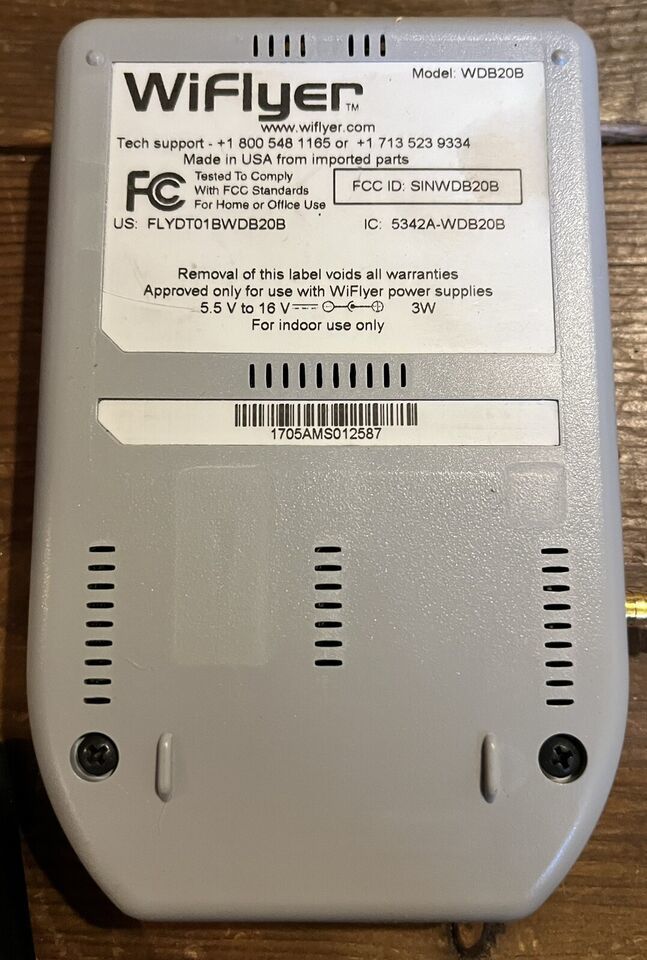 Model: WDB20B
WiFlyer™
www.wiflyer.com
Tech support - +1 800 548 1165 or +1 713 523 9334
Made in USA from imported parts
FC Tested To Comply
With FCC Standards
For Home or Office Use
FCC ID: SINWDB20B
US: FLYDT01BWDB20B IC: 5342A-WDB20B
Removal of this label voids all warranties
Approved only for use with WiFlyer power supplies
5.5 V to 16 V 3W
For indoor use only
1705AMS012587